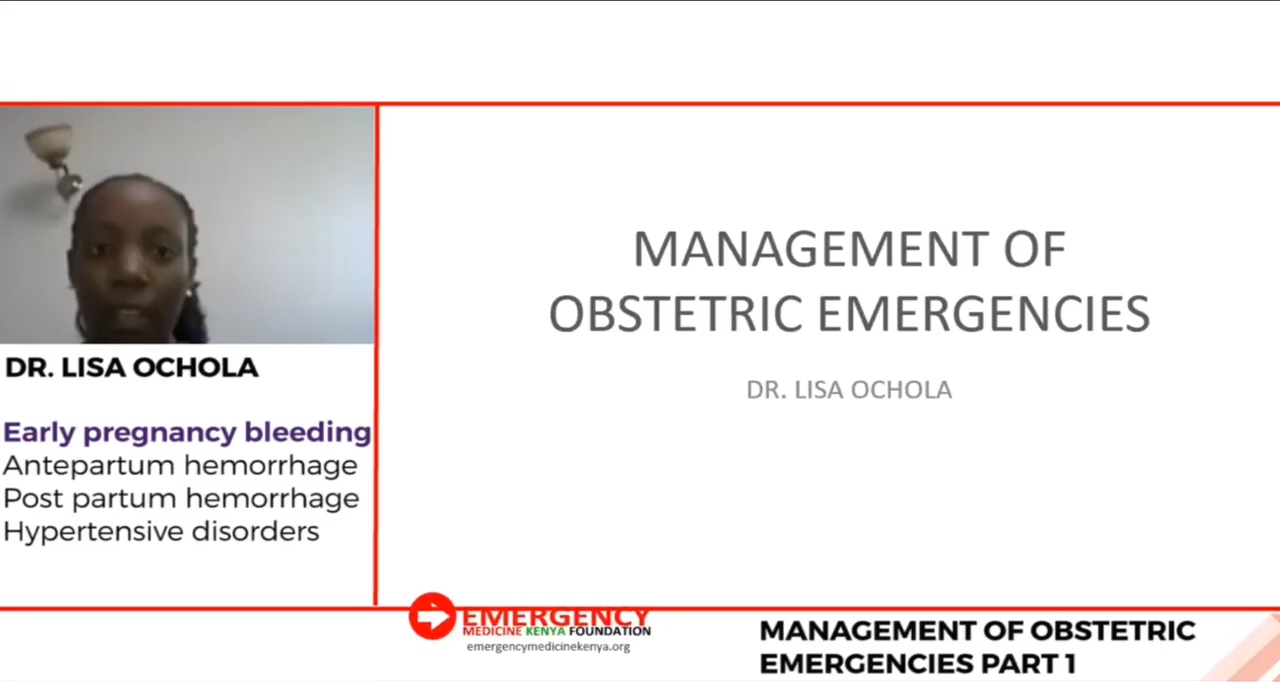 MANAGEMENT OF
OBSTETRIC EMERGENCIES
DR. LISA OCHOLA
DR. LISA OCHOLA
Early pregnancy bleeding
Antepartum hemorrhage
Post partum hemorrhage
Hypertensive disorders
EMERGENCY
MEDICINE KENYA FOUNDATION
emergencymedicinekenya.org
MANAGEMENT OF OBSTETRIC
EMERGENCIES PART 1